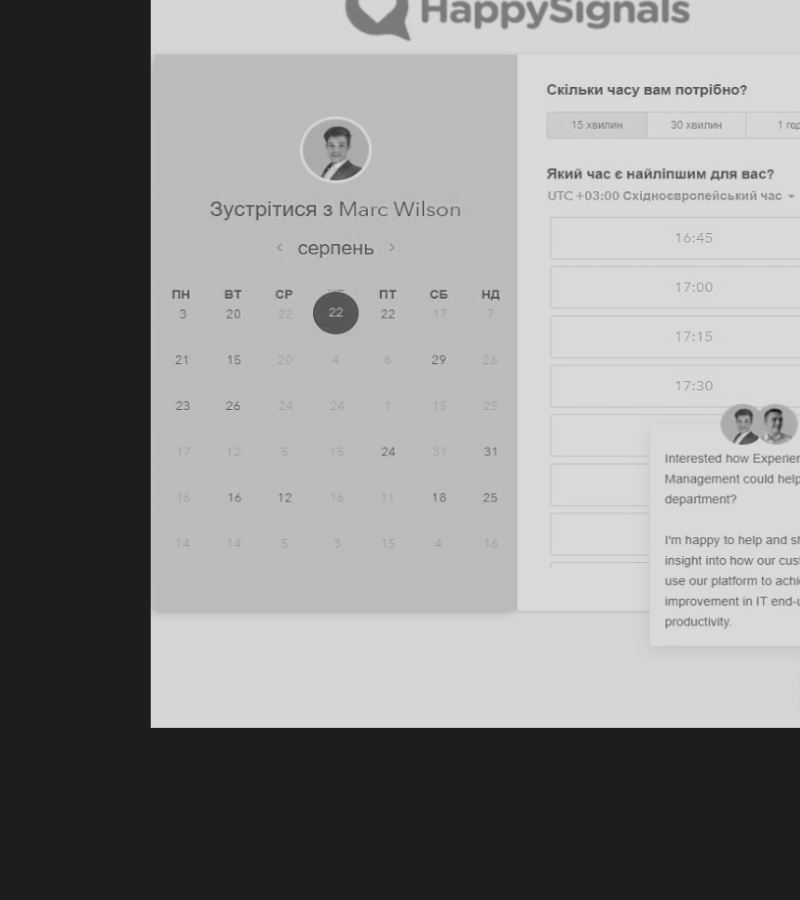 HappySignals
Зустрітися з Marc Wilson
< серпень >
ПН ВТ СР ПТ СБ НД
3 20 22 22 22 17 7
21 15 20 4 6 29 26
23 26 24 24 1 15 25
17 12 5 15 24 31 31
16 16 12 16 11 18 25
14 14 5 3 15 4 16
Скільки часу вам потрібно?
15 хвилин 30 хвилин 1 год
Який час є найліпшим для вас?
UTC +03:00 Східноєвропейський час
16:45
17:00
17:15
17:30
Interested how Experien
Management could help
department?
I'm happy to help and sh
insight into how our cust
use our platform to achie
improvement in IT end-u
productivity.